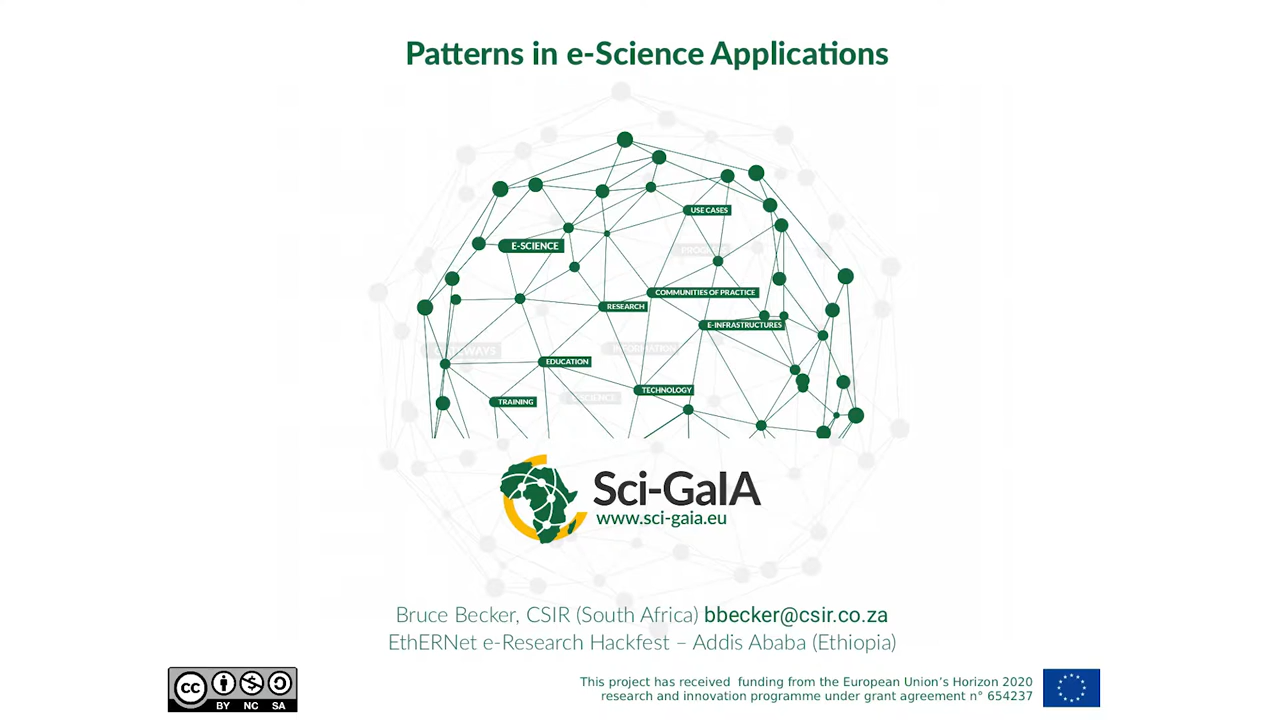 Patterns in e-Science Applications
USE CASES
E-SCIENCE
COMMUNITIES OF PRACTICE
RESEARCH
E-INFRASTRUCTURES
EDUCATION
TECHNOLOGY
TRAINING
Sci-GaIA
www.sci-gaia.eu
Bruce Becker, CSIR (South Africa) bbecker@csir.co.za
EthERNet e-Research Hackfest – Addis Ababa (Ethiopia)
This project has received funding from the European Union's Horizon 2020
research and innovation programme under grant agreement n° 654237
cc
BY NC SA